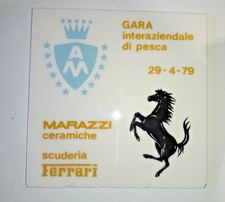 GARA
interaziendale
di pesca
29-4-79
AM
MARAZZI
ceramiche
scuderia
ferrari